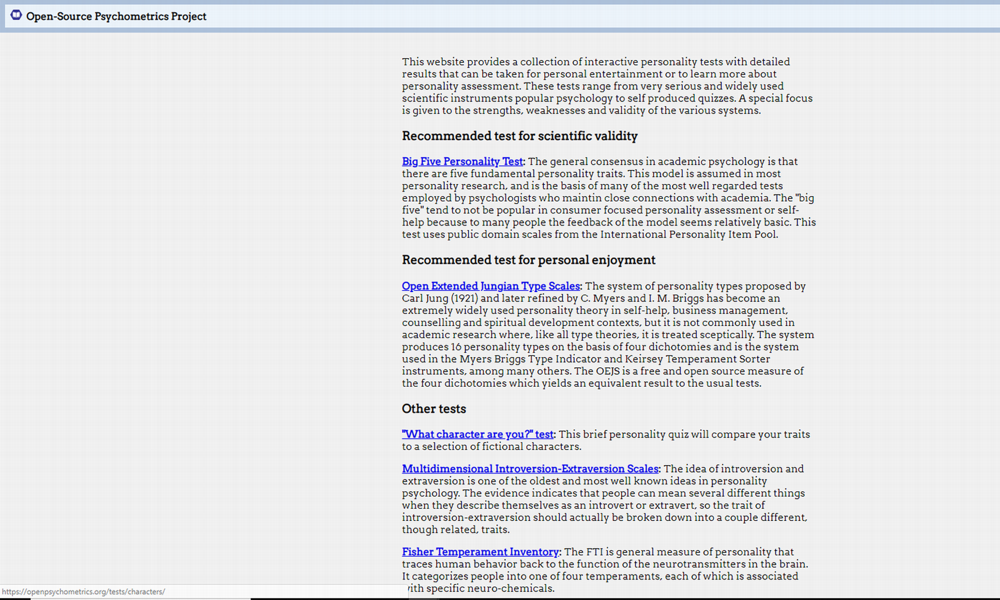 Open-Source Psychometrics Project
This website provides a collection of interactive personality tests with detailed
results that can be taken for personal entertainment or to learn more about
personality assessment. These tests range from very serious and widely used
scientific instruments popular psychology to self produced quizzes. A special focus
is given to the strengths, weaknesses and validity of the various systems.
Recommended test for scientific validity
Big Five Personality Test: The general consensus in academic psychology is that
there are five fundamental personality traits. This model is assumed in most
personality research, and is the basis of many of the most well regarded tests
employed by psychologists who maintin close connections with academia. The "big
five" tend to not be popular in consumer focused personality assessment or self-
help because to many people the feedback of the model seems relatively basic. This
test uses public domain scales from the International Personality Item Pool.
Recommended test for personal enjoyment
Open Extended Jungian Type Scales: The system of personality types proposed by
Carl Jung (1921) and later refined by C. Myers and I. M. Briggs has become an
extremely widely used personality theory in self-help, business management,
counselling and spiritual development contexts, but it is not commonly used in
academic research where, like all type theories, it is treated sceptically. The system
produces 16 personality types on the basis of four dichotomies and is the system
used in the Myers Briggs Type Indicator and Keirsey Temperament Sorter
instruments, among many others. The OEJS is a free and open source measure of
the four dichotomies which yields an equivalent result to the usual tests.
Other tests
"What character are you?" test: This brief personality quiz will compare your traits
to a selection of fictional characters.
Multidimensional Introversion-Extraversion Scales: The idea of introversion and
extraversion is one of the oldest and most well known ideas in personality
psychology. The evidence indicates that people can mean several different things
when they describe themselves as an introvert or extravert, so the trait of
introversion-extraversion should actually be broken down into a couple different,
though related, traits.
Fisher Temperament Inventory: The FTI is general measure of personality that
traces human behavior back to the function of the neurotransmitters in the brain.
It categorizes people into one of four temperaments, each of which is associated
with specific neuro-chemicals.
https://openpsychometrics.org/tests/characters/